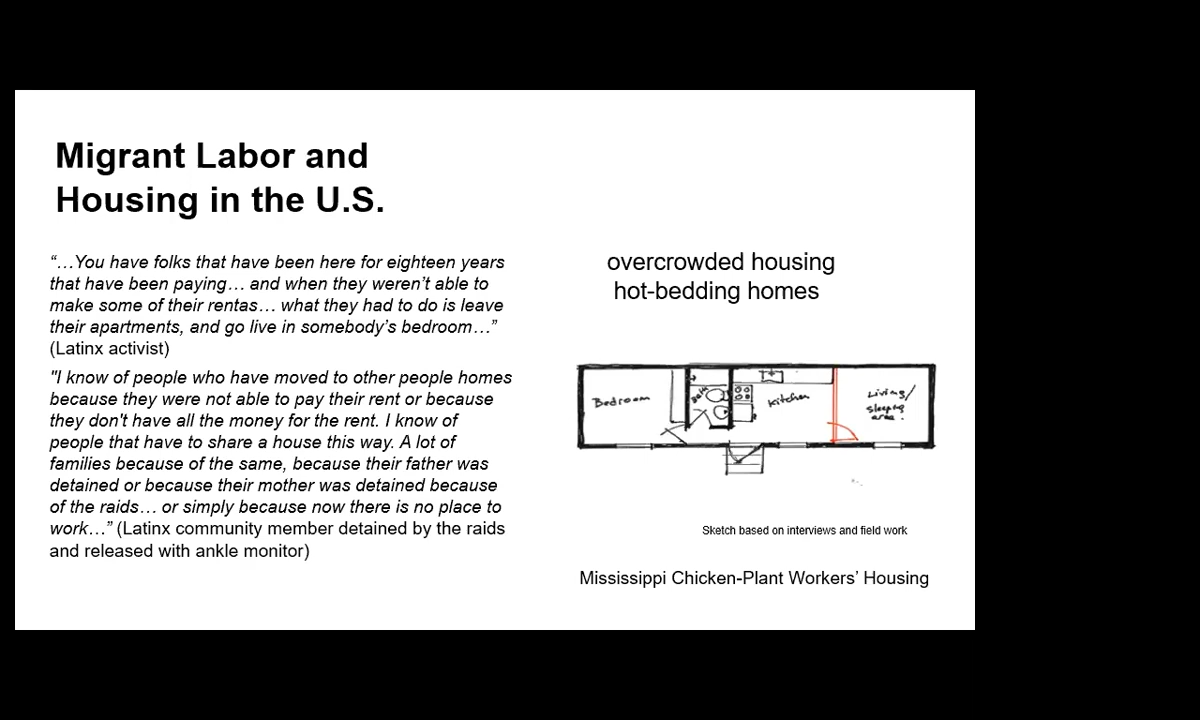 Migrant Labor and
Housing in the U.S.
“…You have folks that have been here for eighteen years
that have been paying… and when they weren’t able to
make some of their rentas… what they had to do is leave
their apartments, and go live in somebody’s bedroom…”
(Latinx activist)
"I know of people who have moved to other people homes
because they were not able to pay their rent or because
they don't have all the money for the rent. I know of
people that have to share a house this way. A lot of
families because of the same, because their father was
detained or because their mother was detained because
of the raids… or simply because now there is no place to
work…” (Latinx community member detained by the raids
and released with ankle monitor)
overcrowded housing
hot-bedding homes
Bedroom
Bath
Kitchen
Living/
sleeping
area.
Sketch based on interviews and field work
Mississippi Chicken-Plant Workers’ Housing